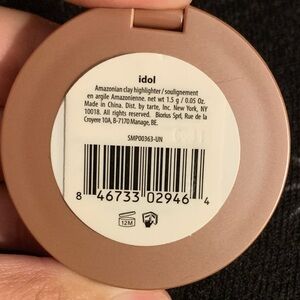 idol
Amazonian clay highlighter / soulignement
en argile Amazonienne. net wt 1.5 g / 0.05 Oz.
Made in China. Dist. by tarte, Inc. New York, NY
10018. All rights reserved. Biorius Sprl, Rue de la
Croyere 10A, B-7170 Manage, BE.
SMP00363-UN
8 46733 02946 4
12M